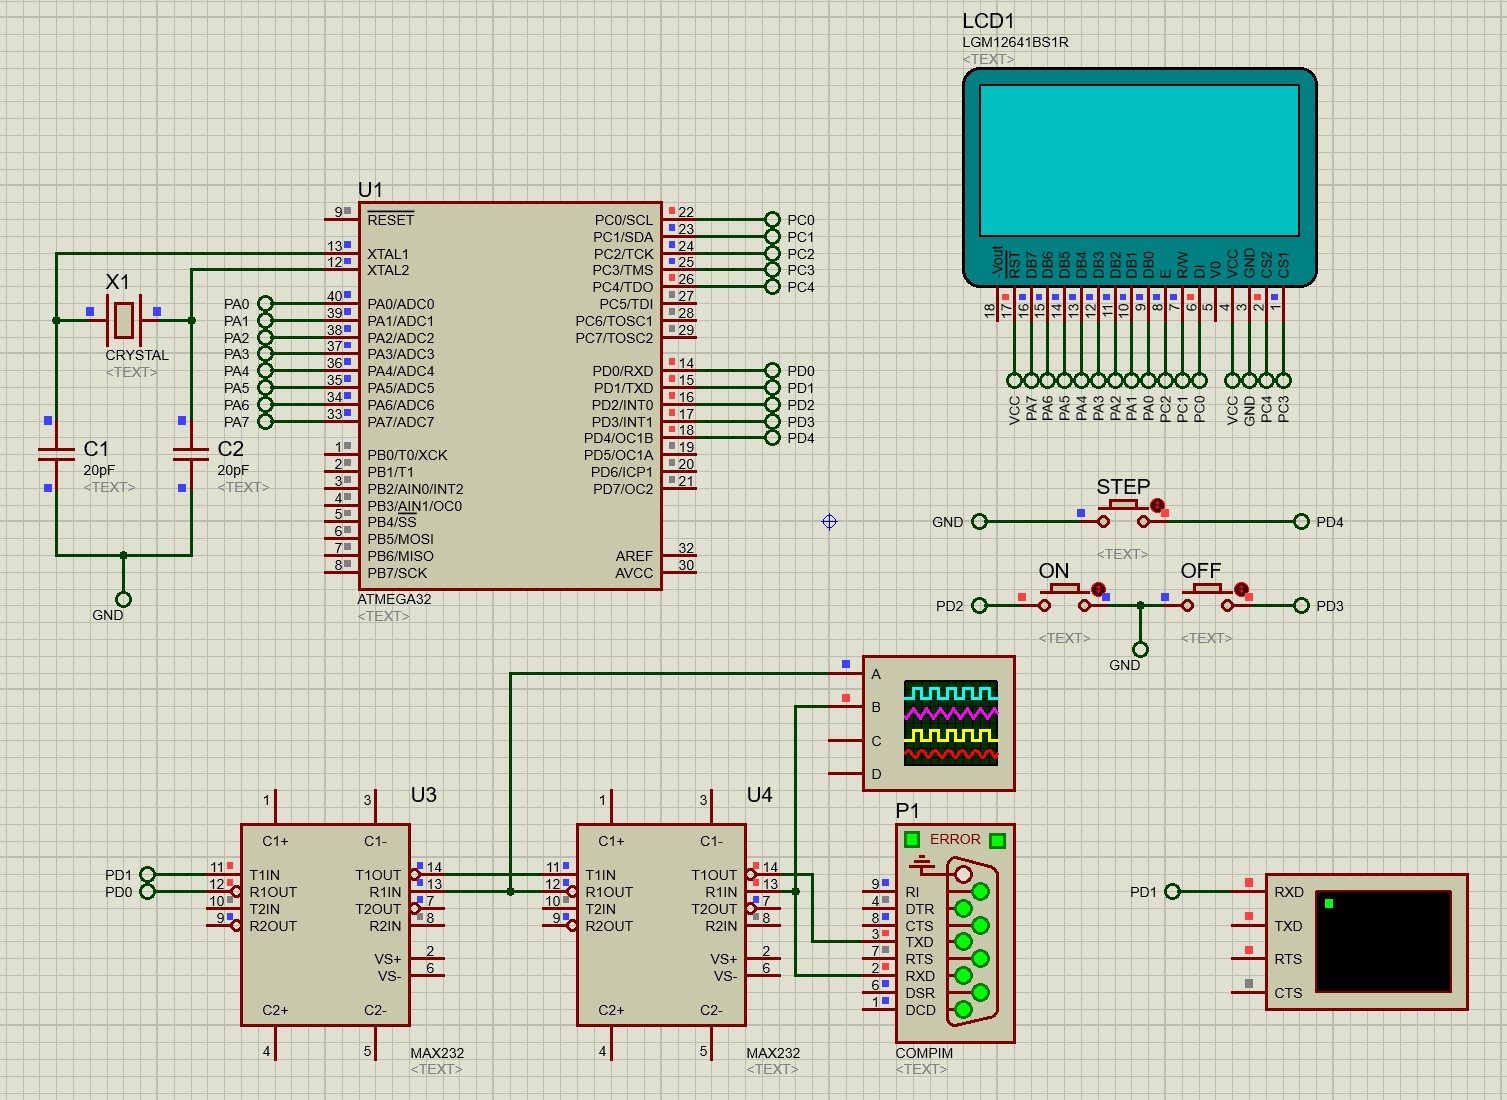 LCD1
LGM12641BS1R
<TEXT>
-Vout
RST
DB7
DB6
DB5
DB4
DB3
DB2
DB1
DB0
E
R/W
DI
V0
VCC
GND
CS2
CS1
18
17
16
15
14
13
12
11
10
9
8
7
6
5
4
3
2
1
VCC
PA7
PA6
PA5
PA4
PA3
PA2
PA1
PA0
PC2
PC1
PC0
VCC
GND
PC4
PC3
U1
9 RESET
13 XTAL1
12 XTAL2
PA0 40 PA0/ADC0
PA1 39 PA1/ADC1
PA2 38 PA2/ADC2
PA3 37 PA3/ADC3
PA4 36 PA4/ADC4
PA5 35 PA5/ADC5
PA6 34 PA6/ADC6
PA7 33 PA7/ADC7
1 PB0/T0/XCK
2 PB1/T1
3 PB2/AIN0/INT2
4 PB3/AIN1/OC0
5 PB4/SS
6 PB5/MOSI
7 PB6/MISO
8 PB7/SCK
PC0/SCL 22 PC0
PC1/SDA 23 PC1
PC2/TCK 24 PC2
PC3/TMS 25 PC3
PC4/TDO 26 PC4
PC5/TDI 27
PC6/TOSC1 28
PC7/TOSC2 29
PD0/RXD 14 PD0
PD1/TXD 15 PD1
PD2/INT0 16 PD2
PD3/INT1 17 PD3
PD4/OC1B 18 PD4
PD5/OC1A 19
PD6/ICP1 20
PD7/OC2 21
AREF 32
AVCC 30
ATMEGA32
<TEXT>
X1
CRYSTAL
<TEXT>
C1
20pF
<TEXT>
C2
20pF
<TEXT>
GND
STEP
GND PD4
<TEXT>
ON OFF
PD2 PD3
<TEXT> <TEXT>
GND
A
B
C
D
U3
1 3
C1+ C1-
PD1 11 T1IN T1OUT 14
PD0 12 R1OUT R1IN 13
10 T2IN T2OUT 7
9 R2OUT R2IN 8
VS+ 2
VS- 6
C2+ C2-
4 5
MAX232
<TEXT>
U4
1 3
C1+ C1-
11 T1IN T1OUT 14
12 R1OUT R1IN 13
10 T2IN T2OUT 7
9 R2OUT R2IN 8
VS+ 2
VS- 6
C2+ C2-
4 5
MAX232
<TEXT>
P1
ERROR
9 RI
4 DTR
8 CTS
3 TXD
7 RTS
2 RXD
6 DSR
1 DCD
COMPIM
<TEXT>
PD1 RXD
TXD
RTS
CTS